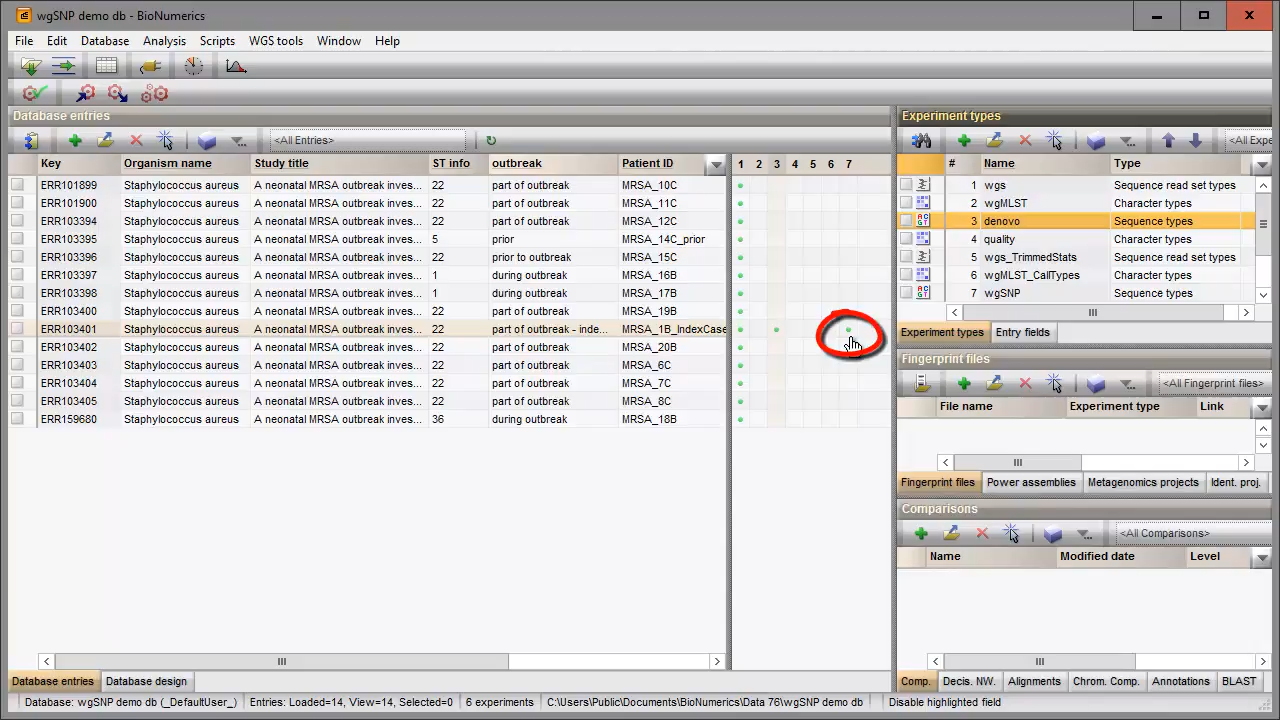 wgSNP demo db - BioNumerics
File Edit Database Analysis Scripts WGS tools Window Help
Database entries
<All Entries>
Key Organism name Study title ST info outbreak Patient ID 1 2 3 4 5 6 7
ERR101899 Staphylococcus aureus A neonatal MRSA outbreak inves... 22 part of outbreak MRSA_10C
ERR101900 Staphylococcus aureus A neonatal MRSA outbreak inves... 22 part of outbreak MRSA_11C
ERR103394 Staphylococcus aureus A neonatal MRSA outbreak inves... 22 part of outbreak MRSA_12C
ERR103395 Staphylococcus aureus A neonatal MRSA outbreak inves... 5 prior MRSA_14C_prior
ERR103396 Staphylococcus aureus A neonatal MRSA outbreak inves... 22 prior to outbreak MRSA_15C
ERR103397 Staphylococcus aureus A neonatal MRSA outbreak inves... 1 during outbreak MRSA_16B
ERR103398 Staphylococcus aureus A neonatal MRSA outbreak inves... 1 during outbreak MRSA_17B
ERR103400 Staphylococcus aureus A neonatal MRSA outbreak inves... 22 part of outbreak MRSA_19B
ERR103401 Staphylococcus aureus A neonatal MRSA outbreak inves... 22 part of outbreak - inde... MRSA_1B_IndexCase
ERR103402 Staphylococcus aureus A neonatal MRSA outbreak inves... 22 part of outbreak MRSA_20B
ERR103403 Staphylococcus aureus A neonatal MRSA outbreak inves... 22 part of outbreak MRSA_6C
ERR103404 Staphylococcus aureus A neonatal MRSA outbreak inves... 22 part of outbreak MRSA_7C
ERR103405 Staphylococcus aureus A neonatal MRSA outbreak inves... 22 part of outbreak MRSA_8C
ERR159680 Staphylococcus aureus A neonatal MRSA outbreak inves... 36 during outbreak MRSA_18B
Database entries Database design
Experiment types
<All Expe
# Name Type
1 wgs Sequence read set types
2 wgMLST Character types
3 denovo Sequence types
4 quality Character types
5 wgs_TrimmedStats Sequence read set types
6 wgMLST_CallTypes Character types
7 wgSNP Sequence types
Experiment types Entry fields
Fingerprint files
<All Fingerprint files>
File name Experiment type Link
Fingerprint files Power assemblies Metagenomics projects Ident. proj.
Comparisons
<All Comparisons>
Name Modified date Level
Comp. Decis. NW. Alignments Chrom. Comp. Annotations BLAST
Database: wgSNP demo db (_DefaultUser_) Entries: Loaded=14, View=14, Selected=0 6 experiments C:\Users\Public\Documents\BioNumerics\Data 76\wgSNP demo db Disable highlighted field